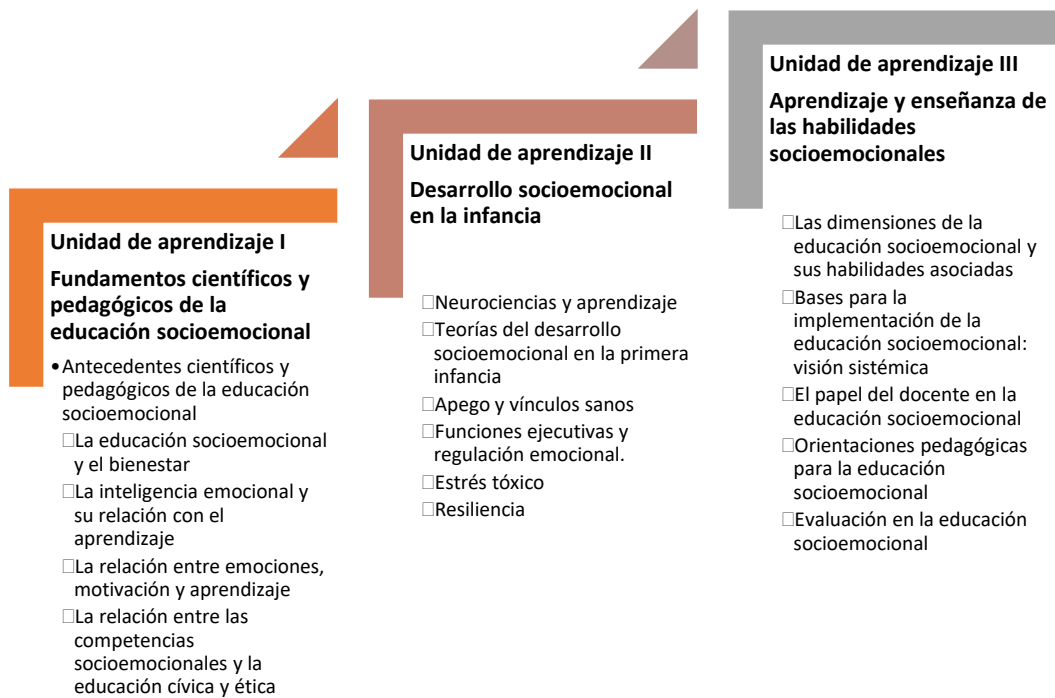 Unidad de aprendizaje I
Fundamentos científicos y
pedagógicos de la
educación socioemocional
•Antecedentes científicos y
pedagógicos de la educación
socioemocional
□La educación socioemocional
y el bienestar
□La inteligencia emocional y
su relación con el
aprendizaje
□La relación entre emociones,
motivación y aprendizaje
□La relación entre las
competencias
socioemocionales y la
educación cívica y ética
Unidad de aprendizaje II
Desarrollo socioemocional
en la infancia
□Neurociencias y aprendizaje
□Teorías del desarrollo
socioemocional en la primera
infancia
□Apego y vínculos sanos
□Funciones ejecutivas y
regulación emocional.
□Estrés tóxico
□Resiliencia
Unidad de aprendizaje III
Aprendizaje y enseñanza de
las habilidades
socioemocionales
□Las dimensiones de la
educación socioemocional y
sus habilidades asociadas
□Bases para la
implementación de la
educación socioemocional:
visión sistémica
□El papel del docente en la
educación socioemocional
□Orientaciones pedagógicas
para la educación
socioemocional
□Evaluación en la educación
socioemocional